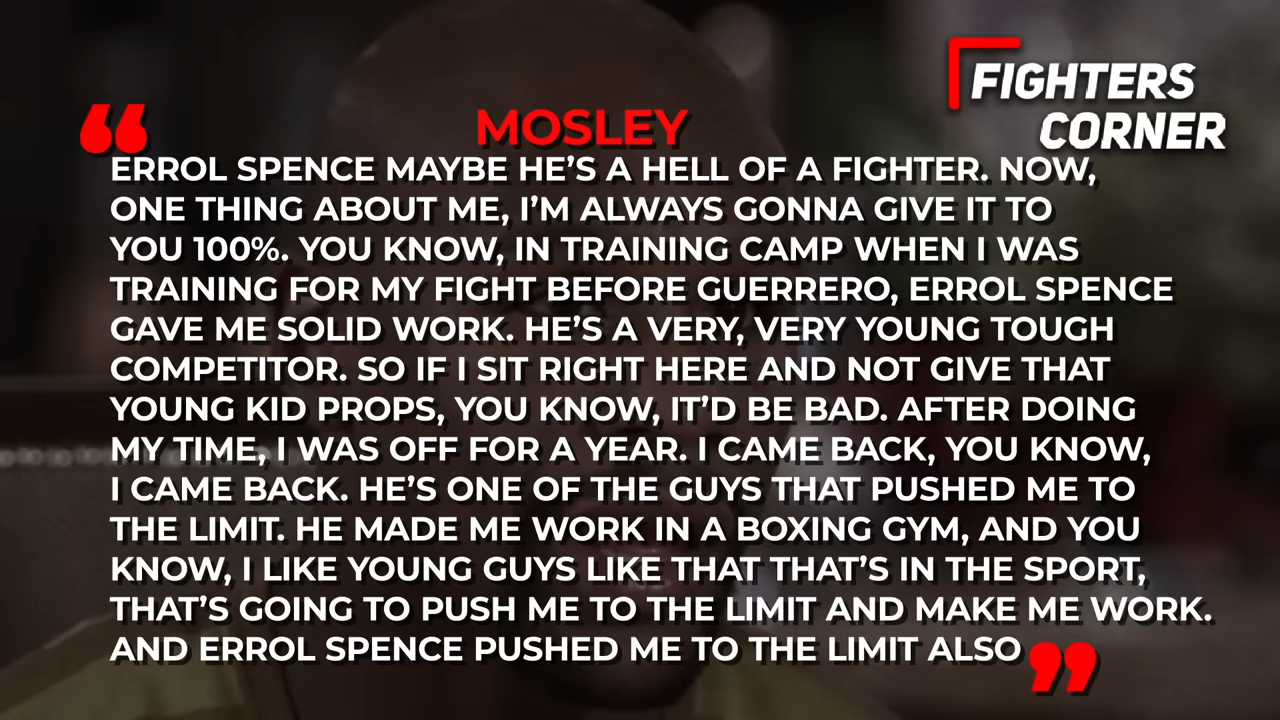 FIGHTERS
CORNER
“
MOSLEY
ERROL SPENCE MAYBE HE’S A HELL OF A FIGHTER. NOW,
ONE THING ABOUT ME, I’M ALWAYS GONNA GIVE IT TO
YOU 100%. YOU KNOW, IN TRAINING CAMP WHEN I WAS
TRAINING FOR MY FIGHT BEFORE GUERRERO, ERROL SPENCE
GAVE ME SOLID WORK. HE’S A VERY, VERY YOUNG TOUGH
COMPETITOR. SO IF I SIT RIGHT HERE AND NOT GIVE THAT
YOUNG KID PROPS, YOU KNOW, IT’D BE BAD. AFTER DOING
MY TIME, I WAS OFF FOR A YEAR. I CAME BACK, YOU KNOW,
I CAME BACK. HE’S ONE OF THE GUYS THAT PUSHED ME TO
THE LIMIT. HE MADE ME WORK IN A BOXING GYM, AND YOU
KNOW, I LIKE YOUNG GUYS LIKE THAT THAT’S IN THE SPORT,
THAT’S GOING TO PUSH ME TO THE LIMIT AND MAKE ME WORK.
AND ERROL SPENCE PUSHED ME TO THE LIMIT ALSO ”